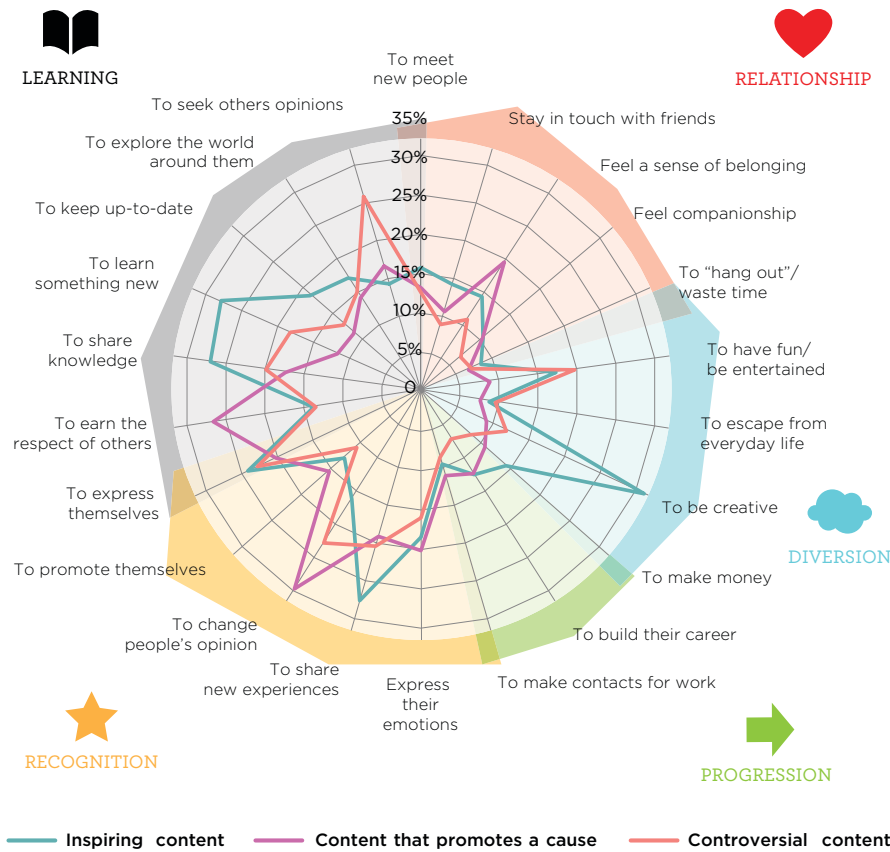 LEARNING
RELATIONSHIP
To meet
new people
To seek others opinions
35%
Stay in touch with friends
To explore the world
around them
30%
Feel a sense of belonging
25%
To keep up-to-date
Feel companionship
20%
To learn
something new
15%
To “hang out”/
waste time
10%
To share
knowledge
5%
To have fun/
be entertained
0
To earn the
respect of others
To escape from
everyday life
To express
themselves
To be creative
DIVERSION
To promote themselves
To make money
To change
people’s opinion
To build their career
To share
new experiences
Express
their
emotions
To make contacts for work
RECOGNITION
PROGRESSION
Inspiring content
Content that promotes a cause
Controversial content